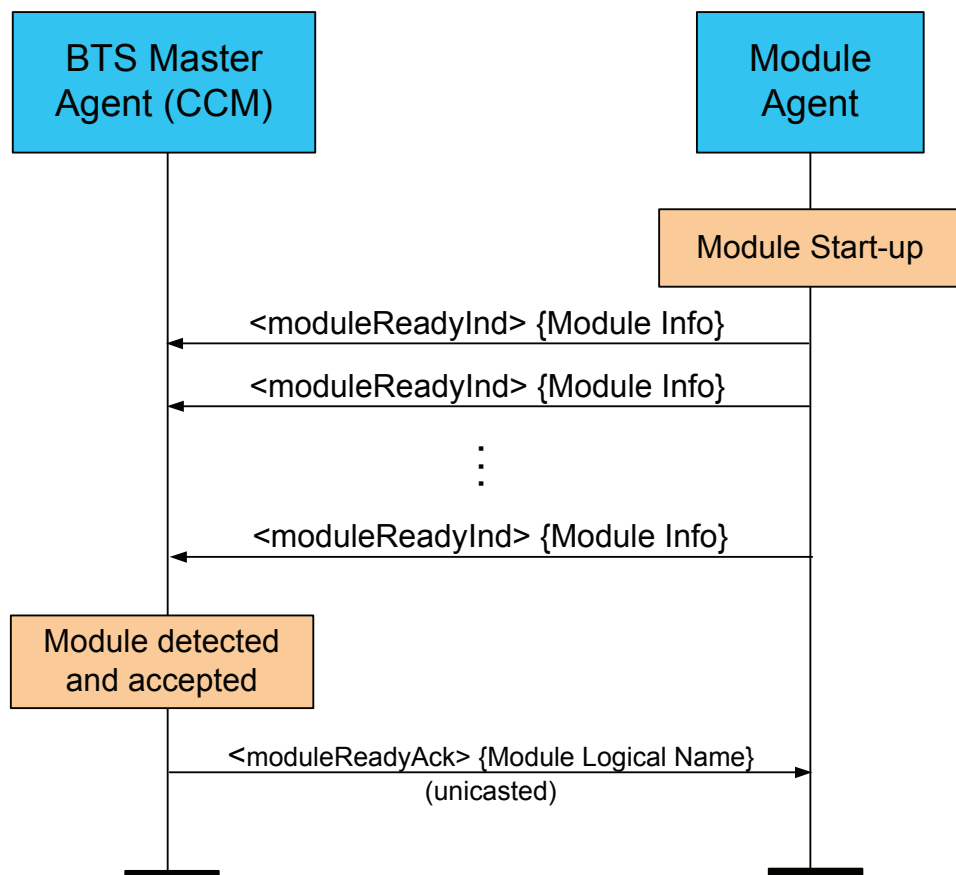 BTS Master
Agent (CCM)
Module
Agent
Module Start-up
<moduleReadyInd> {Module Info}
<moduleReadyInd> {Module Info}
<moduleReadyInd> {Module Info}
Module detected
and accepted
<moduleReadyAck> {Module Logical Name}
(unicasted)